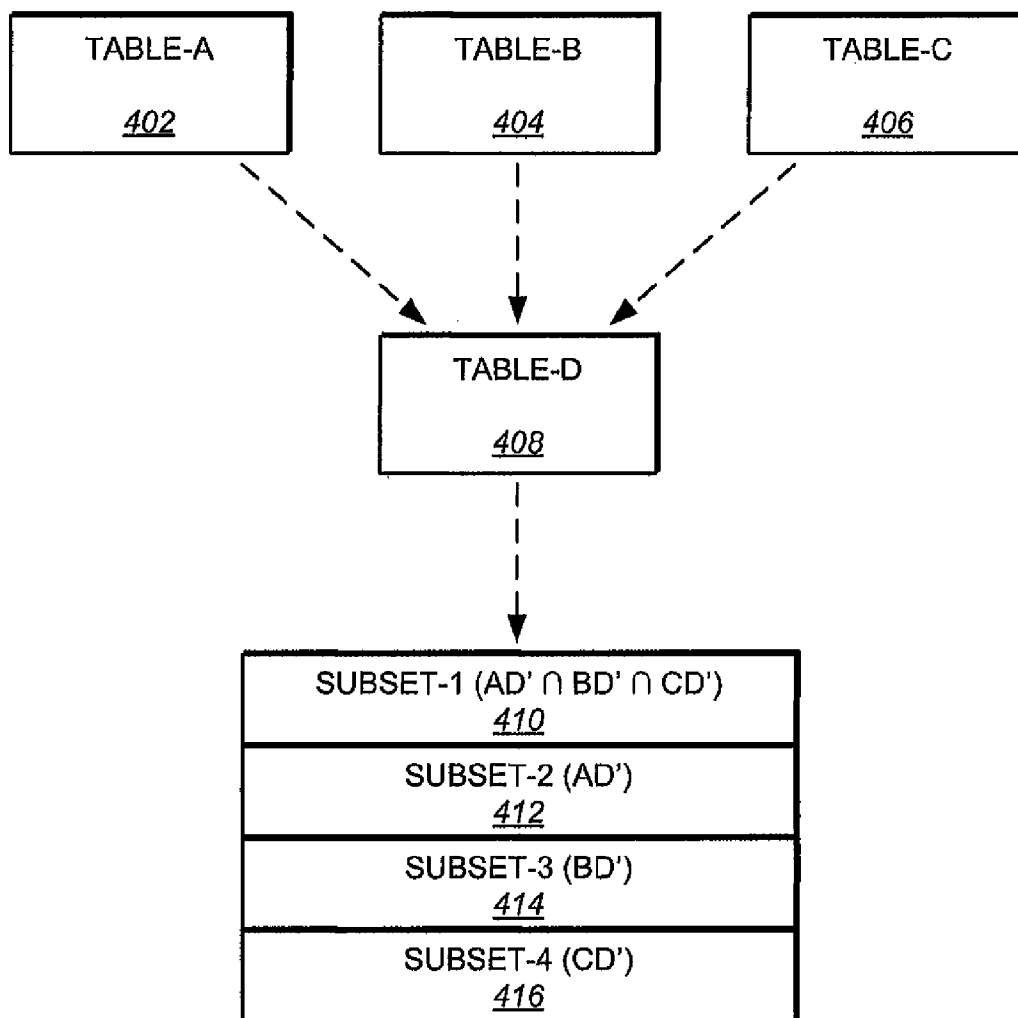 TABLE-A
402
TABLE-B
404
TABLE-C
406
TABLE-D
408
SUBSET-1 (AD' ∩ BD' ∩ CD')
410
SUBSET-2 (AD')
412
SUBSET-3 (BD')
414
SUBSET-4 (CD')
416